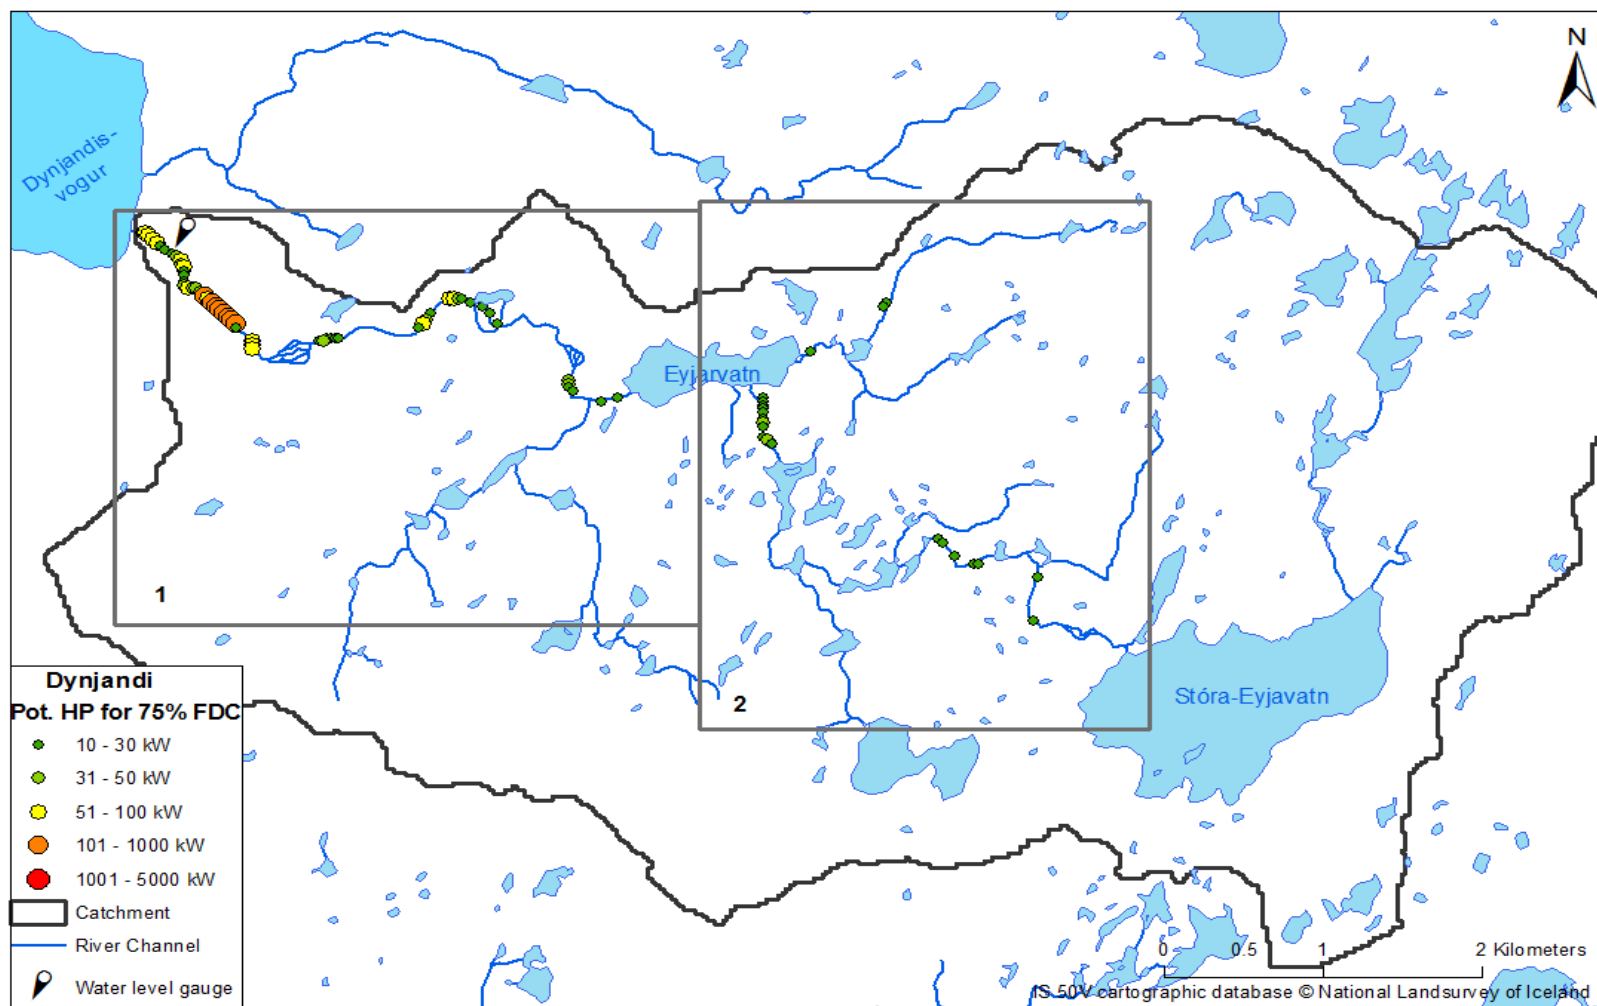 N
Dynjandis-
vogur
Eyjarvatn
1
2
Stóra-Eyjavatn
Dynjandi
Pot. HP for 75% FDC
10 - 30 kW
31 - 50 kW
51 - 100 kW
101 - 1000 kW
1001 - 5000 kW
Catchment
River Channel
Water level gauge
0 0.5 1 2 Kilometers
IS 50V cartographic database © National Landsurvey of Iceland